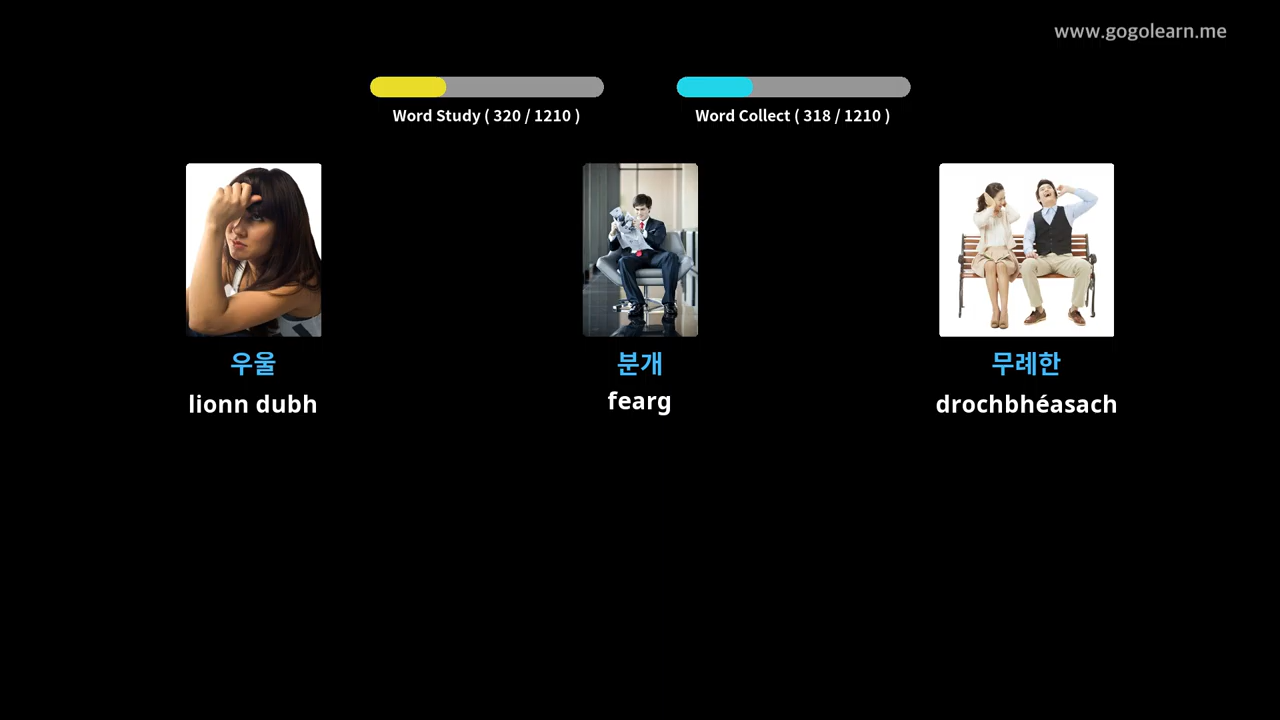 www.gogolearn.me
Word Study ( 320 / 1210 )
Word Collect ( 318 / 1210 )
우울
lionn dubh
분개
fearg
무례한
drochbhéasach